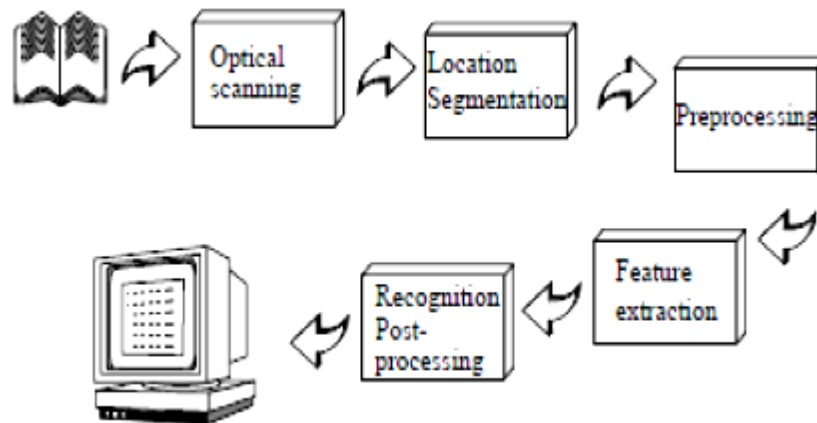 Optical
scanning
Location
Segmentation
Preprocessing
Feature
extraction
Recognition
Post-
processing